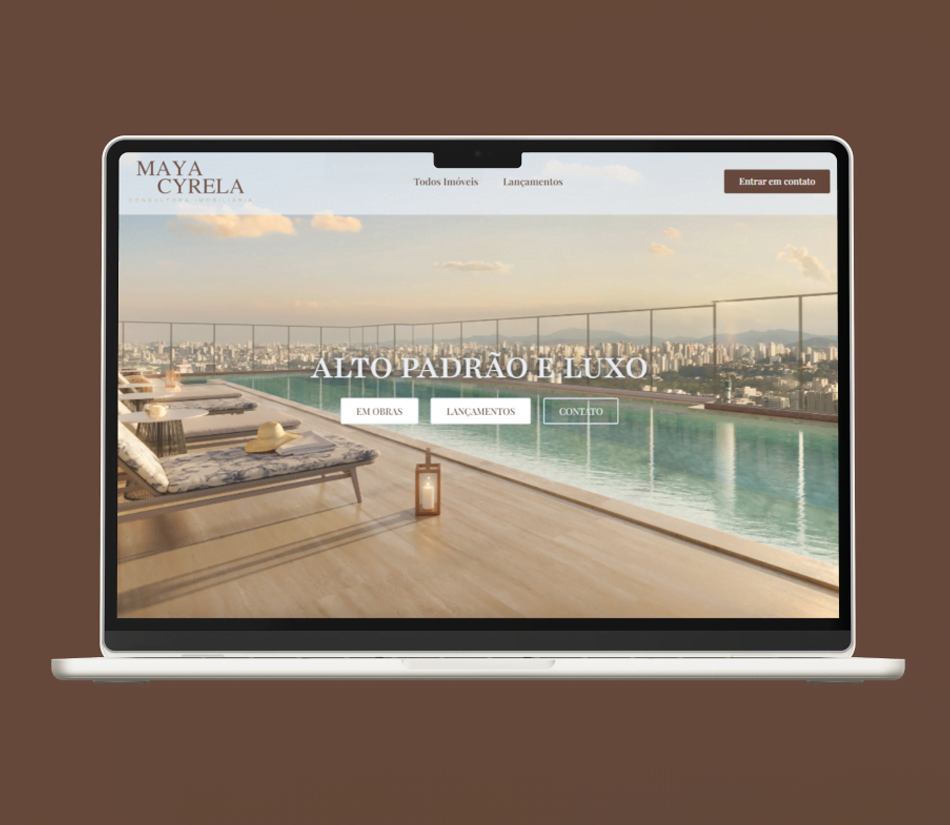 MAYA
CYRELA
CONSULTORA IMOBILIÁRIA
Todos Imóveis
Lançamentos
Entrar em contato
ALTO PADRÃO E LUXO
EM OBRAS
LANÇAMENTOS
CONTATO